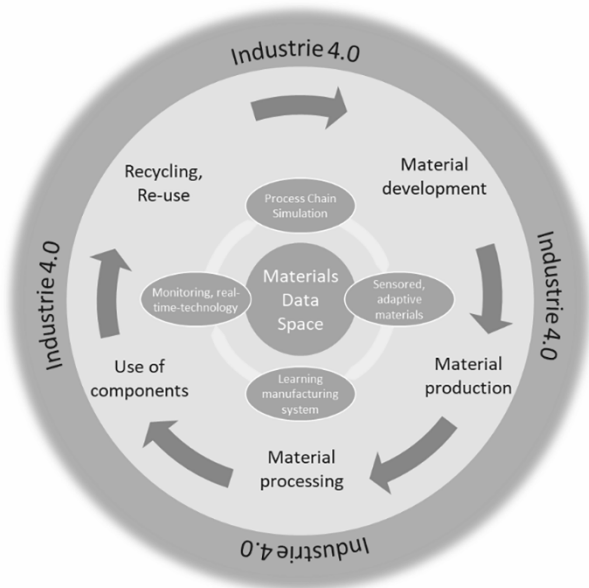 Industrie 4.0
Recycling,
Re-use
Material
development
Process Chain
Simulation
Industrie 4.0
Monitoring, real-
time-technology
Materials
Data
Space
Sensored,
adaptive
materials
Industrie 4.0
Use of
components
Learning
manufacturing
system
Material
production
Material
processing
Industrie 4.0